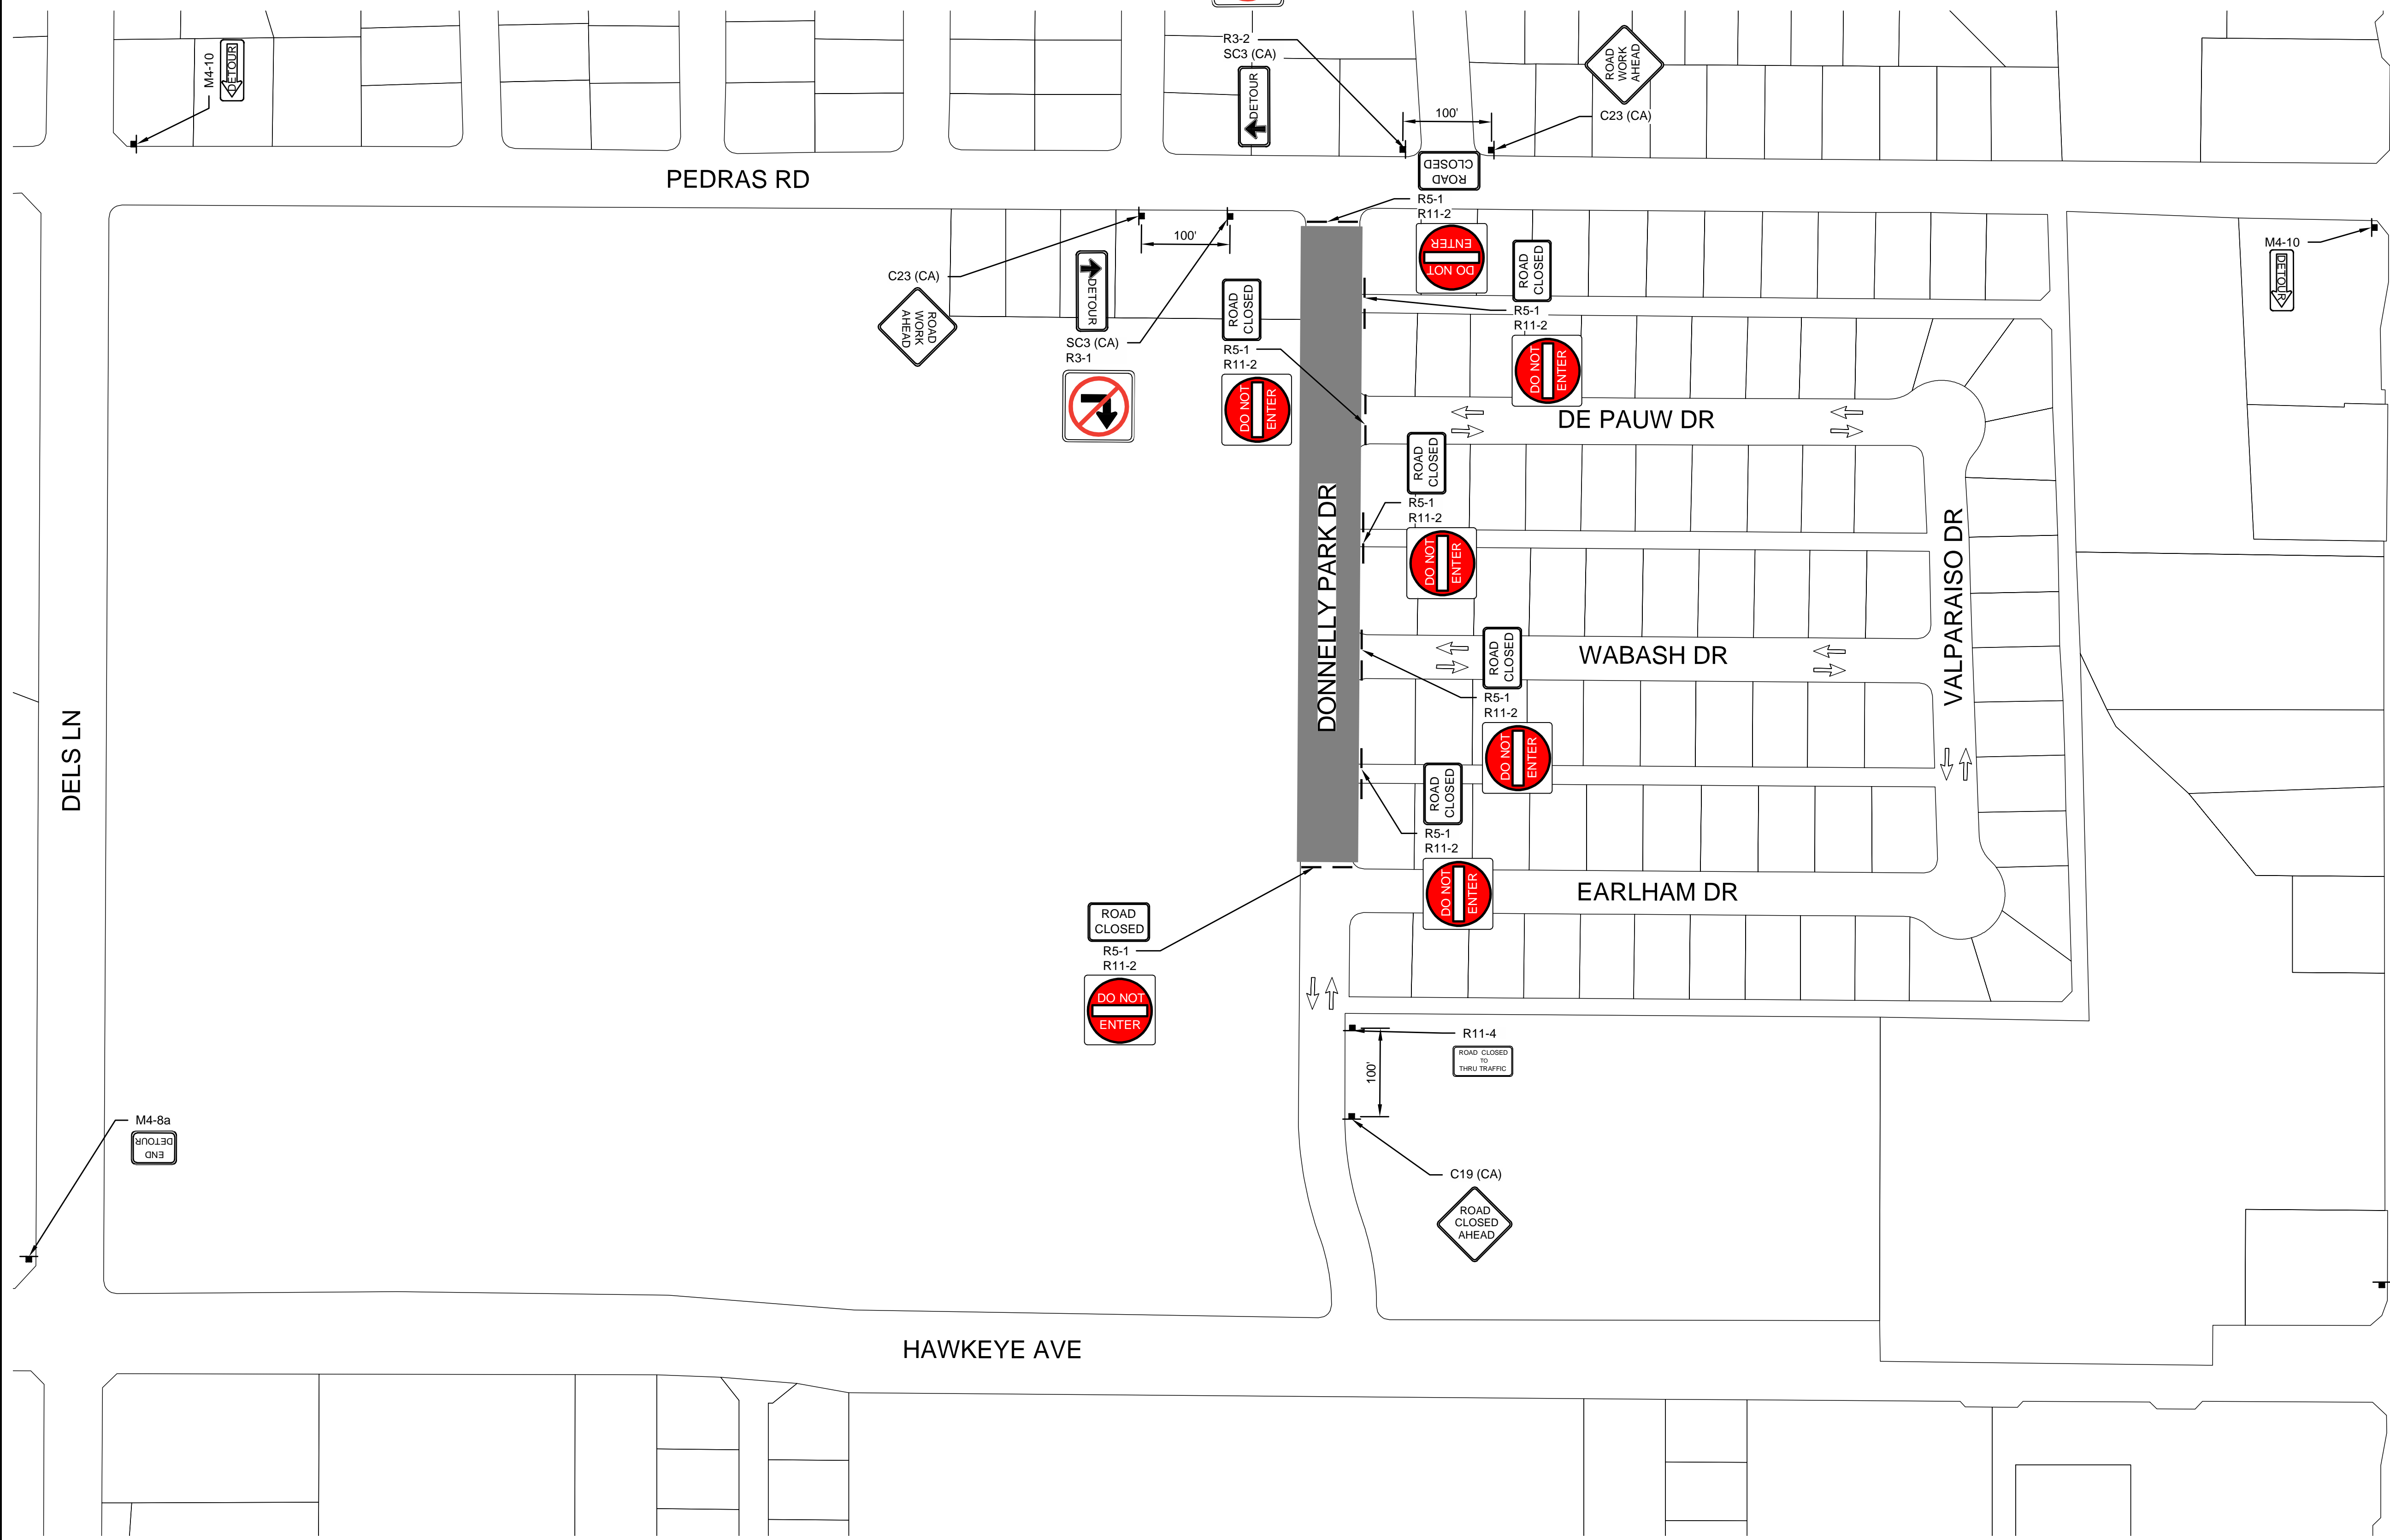 R3-2
SC3 (CA)
M4-10
DETOUR
DETOUR
ROAD
WORK
AHEAD
100'
C23 (CA)
PEDRAS RD
ROAD
CLOSED
R5-1
R11-2
DO NOT
ENTER
100'
C23 (CA)
ROAD
WORK
AHEAD
DETOUR
SC3 (CA)
R3-1
ROAD
CLOSED
R5-1
R11-2
DO NOT
ENTER
ROAD
CLOSED
R5-1
R11-2
DO NOT
ENTER
M4-10
DETOUR
DE PAUW DR
ROAD
CLOSED
R5-1
R11-2
DO NOT
ENTER
DONNELLY PARK DR
VALPARAISO DR
WABASH DR
ROAD
CLOSED
R5-1
R11-2
DO NOT
ENTER
DELS LN
ROAD
CLOSED
R5-1
R11-2
DO NOT
ENTER
EARLHAM DR
ROAD
CLOSED
R5-1
R11-2
DO NOT
ENTER
R11-4
ROAD CLOSED
TO
THRU TRAFFIC
100'
M4-8a
END
DETOUR
C19 (CA)
ROAD
CLOSED
AHEAD
HAWKEYE AVE